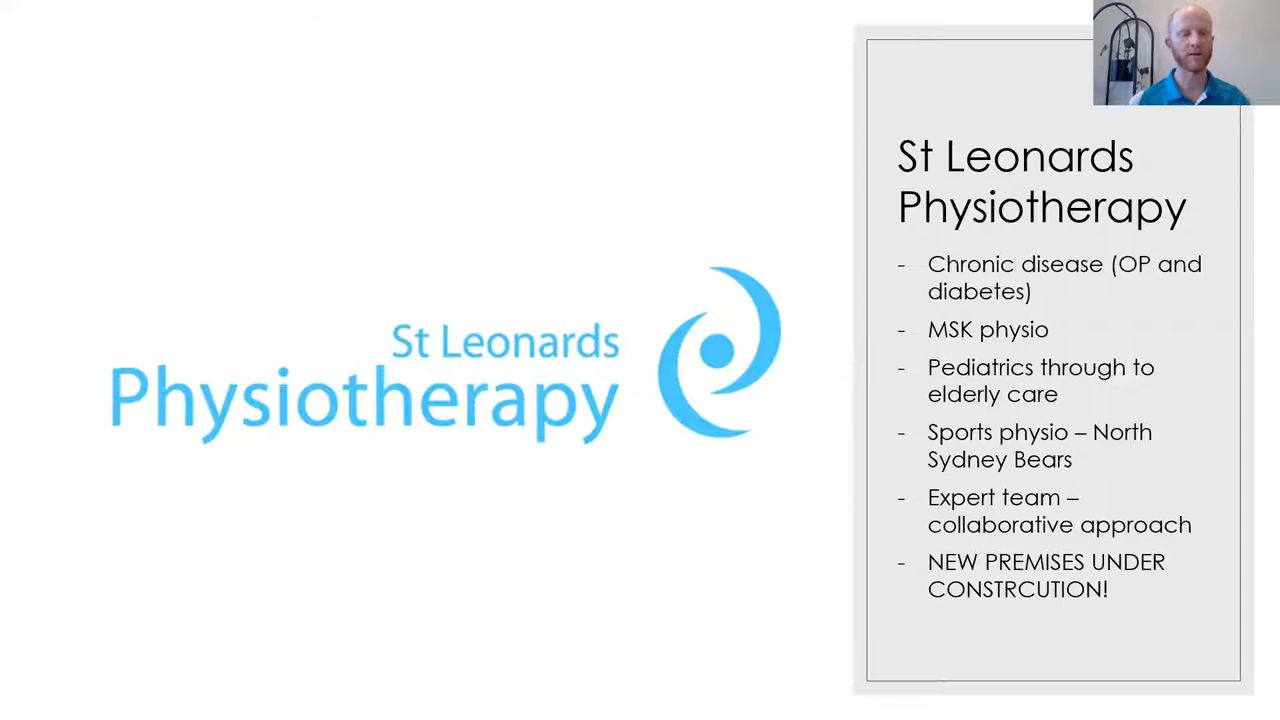 St Leonards
Physiotherapy
St Leonards
Physiotherapy
- Chronic disease (OP and
diabetes)
- MSK physio
- Pediatrics through to
elderly care
- Sports physio – North
Sydney Bears
- Expert team –
collaborative approach
- NEW PREMISES UNDER
CONSTRCUTION!